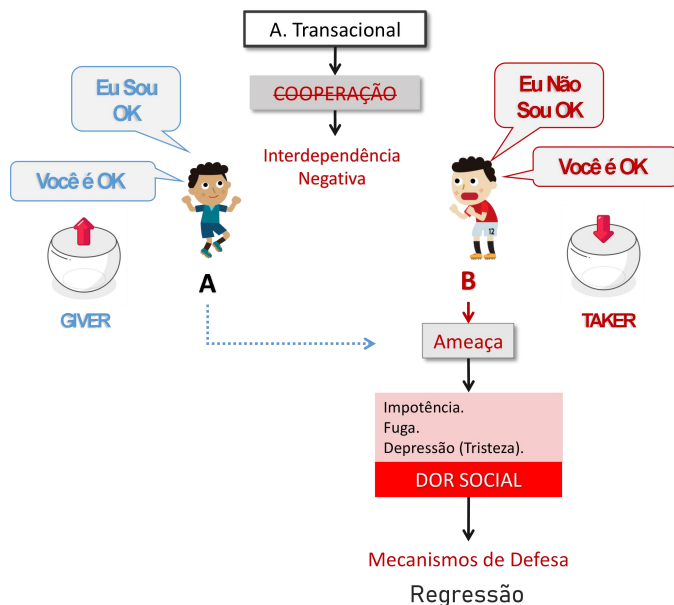 A. Transacional
COOPERAÇÃO
Interdependência
Negativa
Eu Sou
OK
Você é OK
GIVER
A
Eu Não
Sou OK
Você é OK
12
B
TAKER
Ameaça
Impotência.
Fuga.
Depressão (Tristeza).
DOR SOCIAL
Mecanismos de Defesa
Regressão